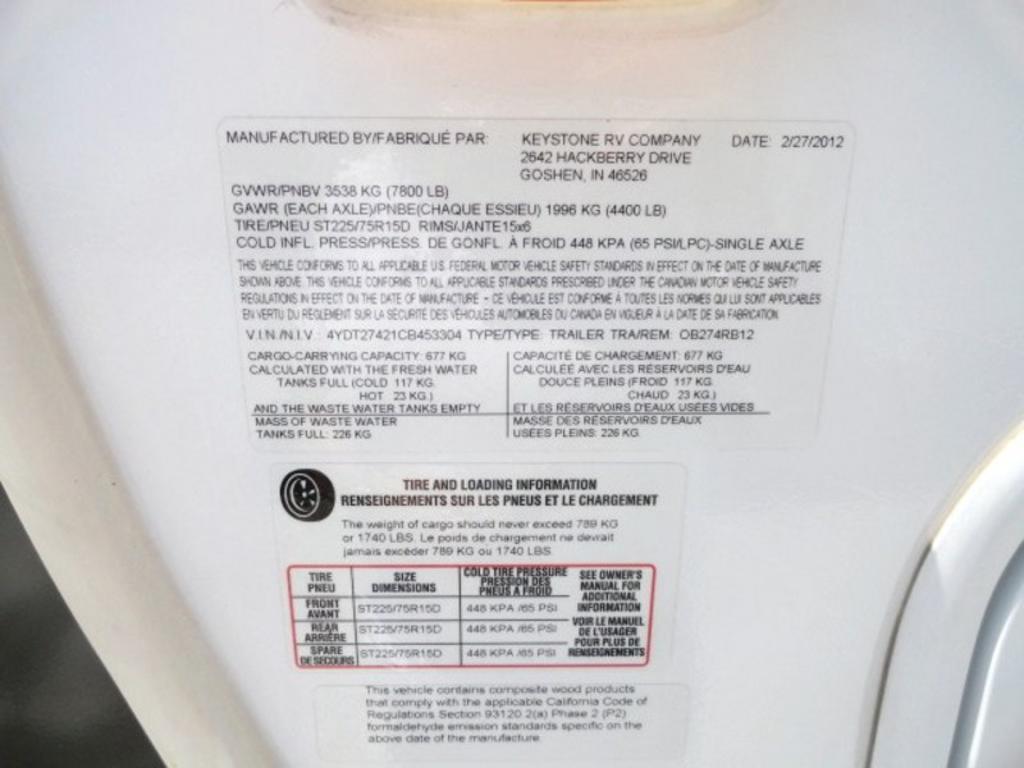 MANUFACTURED BY/FABRIQUÉ PAR: KEYSTONE RV COMPANY DATE: 2/27/2012
2642 HACKBERRY DRIVE
GOSHEN, IN 46526
GVWR/PNBV 3538 KG (7800 LB)
GAWR (EACH AXLE)/PNBE(CHAQUE ESSIEU) 1996 KG (4400 LB)
TIRE/PNEU ST225/75R15D RIMS/JANTE15x6
COLD INFL. PRESS/PRESS. DE GONFL. À FROID 448 KPA (65 PSI/LPC)-SINGLE AXLE
THIS VEHICLE CONFORMS TO ALL APPLICABLE U.S. FEDERAL MOTOR VEHICLE SAFETY STANDARDS IN EFFECT ON THE DATE OF MANUFACTURE
SHOWN ABOVE. THIS VEHICLE CONFORMS TO ALL APPLICABLE STANDARDS PRESCRIBED UNDER THE CANADIAN MOTOR VEHICLE SAFETY
REGULATIONS IN EFFECT ON THE DATE OF MANUFACTURE - CE VÉHICULE EST CONFORME À TOUTES LES NORMES QUI LUI SONT APPLICABLES
EN VERTU DU RÈGLEMENT SUR LA SÉCURITÉ DES VÉHICULES AUTOMOBILES DU CANADA EN VIGUEUR À LA DATE DE SA FABRICATION
V.I.N./N.I.V.: 4YDT27421CB453304 TYPE/TYPE: TRAILER TRA/REM: OB274RB12
CARGO-CARRYING CAPACITY: 677 KG
CALCULATED WITH THE FRESH WATER
TANKS FULL (COLD 117 KG.
HOT 23 KG.)
AND THE WASTE WATER TANKS EMPTY
MASS OF WASTE WATER
TANKS FULL: 226 KG
CAPACITÉ DE CHARGEMENT: 677 KG
CALCULÉE AVEC LES RÉSERVOIRS D'EAU
DOUCE PLEINS (FROID 117 KG.
CHAUD 23 KG.)
ET LES RÉSERVOIRS D'EAUX USÉES VIDES
MASSE DES RÉSERVOIRS D'EAUX
USÉES PLEINS: 226 KG
TIRE AND LOADING INFORMATION
RENSEIGNEMENTS SUR LES PNEUS ET LE CHARGEMENT
The weight of cargo should never exceed 789 KG
or 1740 LBS. Le poids de chargement ne devrait
jamais excéder 789 KG ou 1740 LBS.
TIRE PNEU SIZE DIMENSIONS COLD TIRE PRESSURE PRESSION DES PNEUS A FROID
FRONT AVANT ST225/75R15D 448 KPA /65 PSI
REAR ARRIÈRE ST225/75R15D 448 KPA /65 PSI
SPARE DE SECOURS ST225/75R15D 448 KPA /65 PSI
SEE OWNER'S
MANUAL FOR
ADDITIONAL
INFORMATION
VOIR LE MANUEL
DE L'USAGER
POUR PLUS DE
RENSEIGNEMENTS
This vehicle contains composite wood products
that comply with the applicable California Code of
Regulations Section 93120.2(a) Phase 2 (P2)
formaldehyde emission standards specific on the
above date of the manufacture.